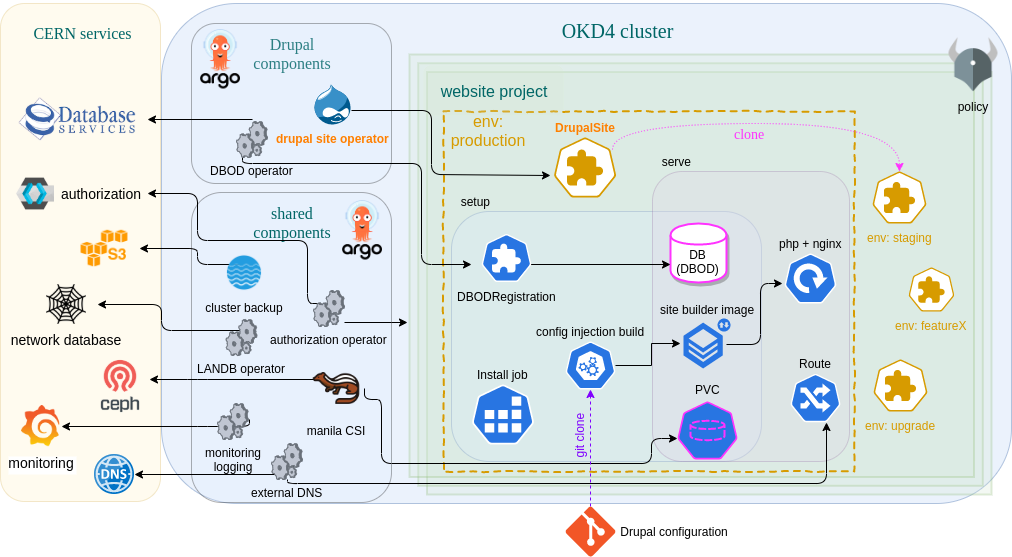 CERN services
OKD4 cluster
Drupal
components
argo
policy
website project
env:
production
DrupalSite
clone
Database
SERVICES
drupal site operator
DBOD operator
serve
authorization
setup
shared
components
argo
env: staging
S3
php + nginx
DB
(DBOD)
DBODRegistration
cluster backup
site builder image
env: featureX
network database
authorization operator
config injection build
LANDB operator
Install job
Route
PVC
ceph
manila CSI
git clone
env: upgrade
monitoring
monitoring
logging
DNS
external DNS
Drupal configuration